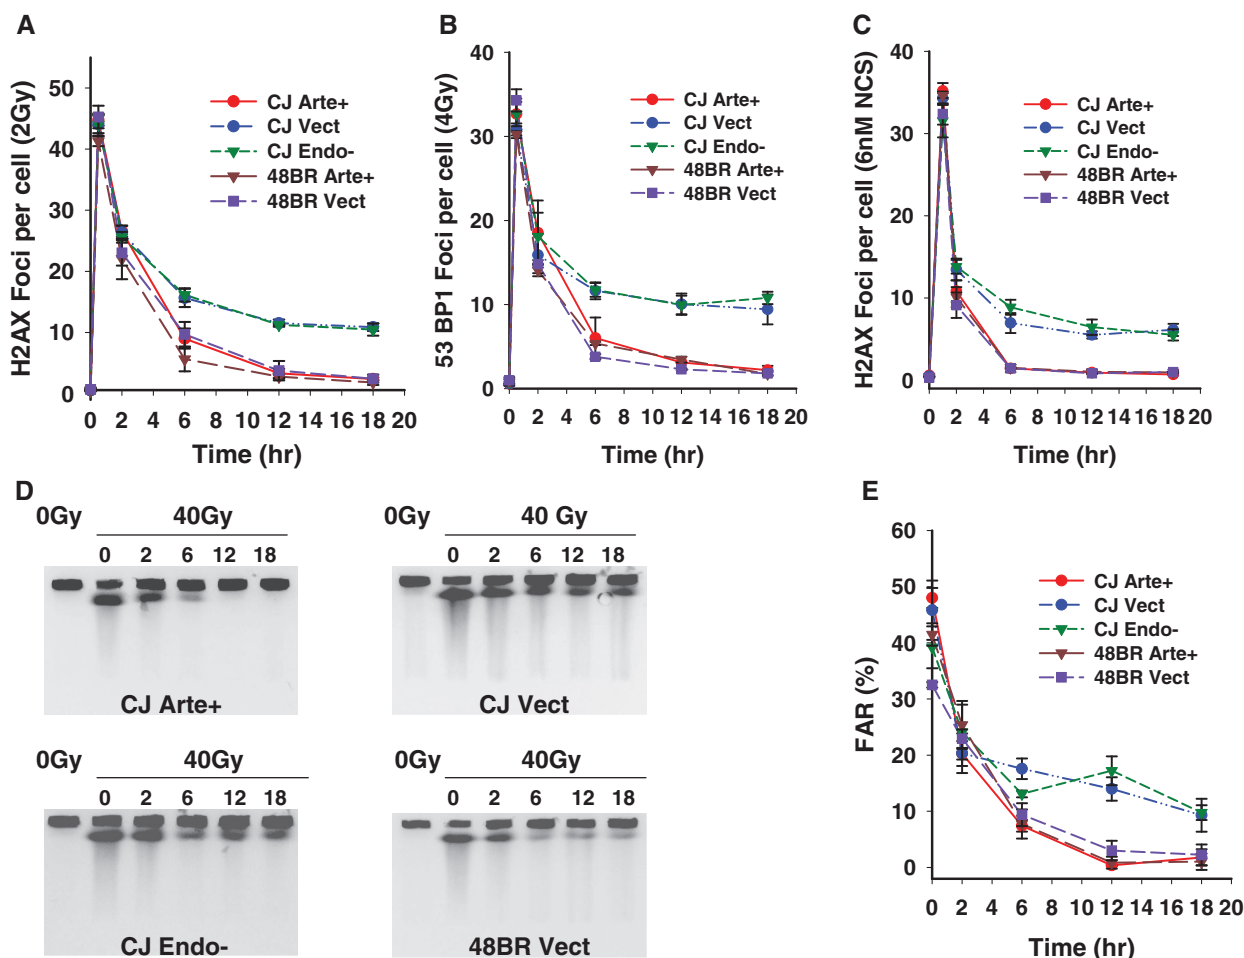 A
H2AX Foci per cell (2Gy)
50
40
30
20
10
0
0 2 4 6 8 10 12 14 16 18 20
Time (hr)
CJ Arte+
CJ Vect
CJ Endo-
48BR Arte+
48BR Vect
B
53 BP1 Foci per cell (4Gy)
40
30
20
10
0
0 2 4 6 8 10 12 14 16 18 20
Time (hr)
CJ Arte+
CJ Vect
CJ Endo-
48BR Arte+
48BR Vect
C
H2AX Foci per cell (6nM NCS)
40
30
20
10
0
0 2 4 6 8 10 12 14 16 18 20
Time (hr)
CJ Arte+
CJ Vect
CJ Endo-
48BR Arte+
48BR Vect
D
0Gy 40Gy
0 2 6 12 18
CJ Arte+
0Gy 40 Gy
0 2 6 12 18
CJ Vect
0Gy 40Gy
0 2 6 12 18
CJ Endo-
0Gy 40Gy
0 2 6 12 18
48BR Vect
E
FAR (%)
60
50
40
30
20
10
0
0 2 4 6 8 10 12 14 16 18 20
Time (hr)
CJ Arte+
CJ Vect
CJ Endo-
48BR Arte+
48BR Vect